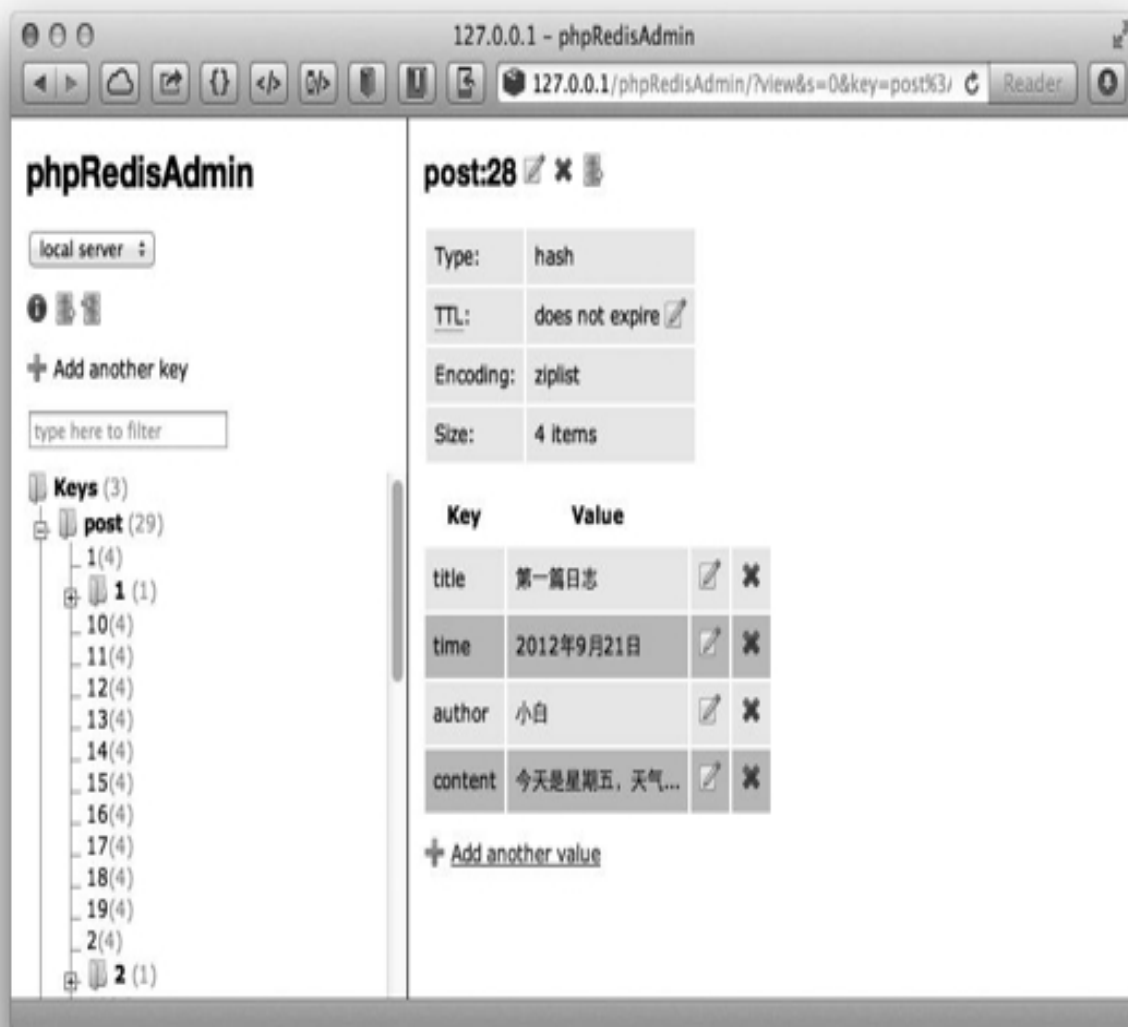 127.0.0.1 – phpRedisAdmin
127.0.0.1/phpRedisAdmin/?view&s=0&key=post%3/
Reader
phpRedisAdmin
local server
Add another key
type here to filter
Keys (3)
post (29)
1(4)
1 (1)
10(4)
11(4)
12(4)
13(4)
14(4)
15(4)
16(4)
17(4)
18(4)
19(4)
2(4)
2 (1)
post:28
Type: hash
TTL: does not expire
Encoding: ziplist
Size: 4 items
Key Value
title 第一篇日志
time 2012年9月21日
author 小白
content 今天是星期五，天气...
Add another value